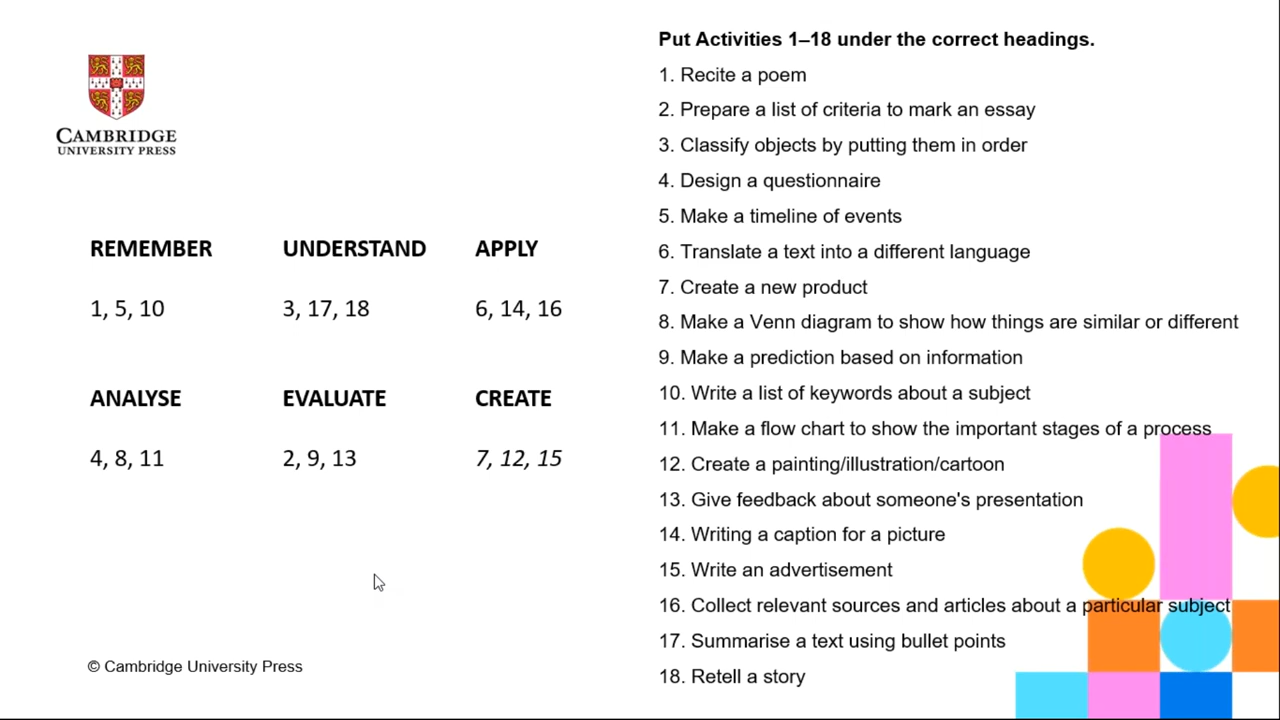 CAMBRIDGE
UNIVERSITY PRESS
REMEMBER UNDERSTAND APPLY
1, 5, 10 3, 17, 18 6, 14, 16
ANALYSE EVALUATE CREATE
4, 8, 11 2, 9, 13 7, 12, 15
© Cambridge University Press
Put Activities 1–18 under the correct headings.
1. Recite a poem
2. Prepare a list of criteria to mark an essay
3. Classify objects by putting them in order
4. Design a questionnaire
5. Make a timeline of events
6. Translate a text into a different language
7. Create a new product
8. Make a Venn diagram to show how things are similar or different
9. Make a prediction based on information
10. Write a list of keywords about a subject
11. Make a flow chart to show the important stages of a process
12. Create a painting/illustration/cartoon
13. Give feedback about someone's presentation
14. Writing a caption for a picture
15. Write an advertisement
16. Collect relevant sources and articles about a particular subject
17. Summarise a text using bullet points
18. Retell a story